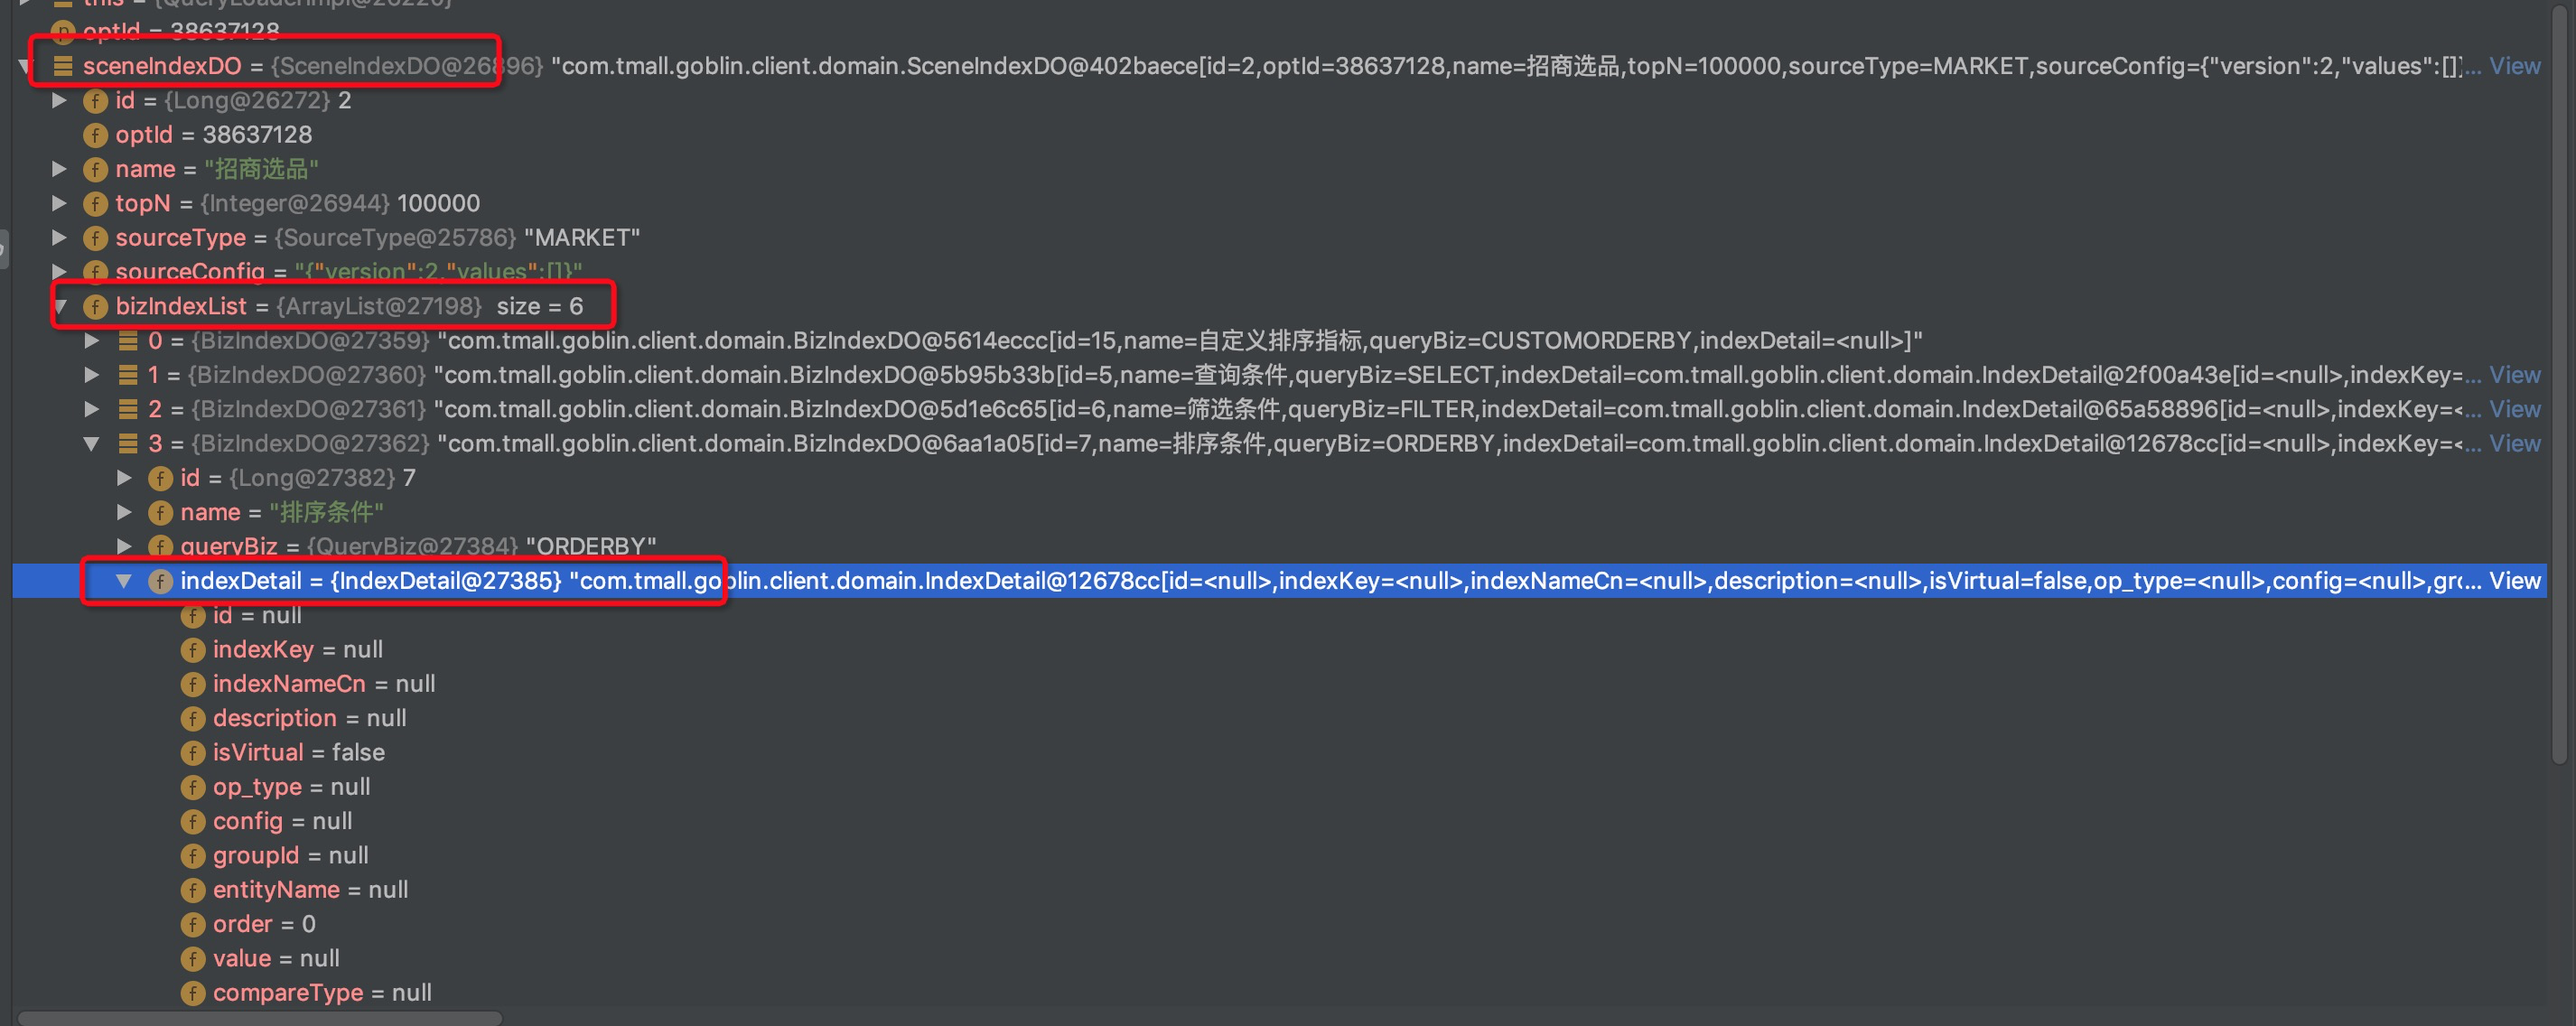 this = {QueryLoaderImpl@26220}
optId = 38637128
sceneIndexDO = {SceneIndexDO@26896} "com.tmall.goblin.client.domain.SceneIndexDO@402baece[id=2,optId=38637128,name=招商选品,topN=100000,sourceType=MARKET,sourceConfig={"version":2,"values":[]}... View
id = {Long@26272} 2
optId = 38637128
name = "招商选品"
topN = {Integer@26944} 100000
sourceType = {SourceType@25786} "MARKET"
sourceConfig = "{"version":2,"values":[]}"
bizIndexList = {ArrayList@27198} size = 6
0 = {BizIndexDO@27359} "com.tmall.goblin.client.domain.BizIndexDO@5614eccc[id=15,name=自定义排序指标,queryBiz=CUSTOMORDERBY,indexDetail=<null>]"
1 = {BizIndexDO@27360} "com.tmall.goblin.client.domain.BizIndexDO@5b95b33b[id=5,name=查询条件,queryBiz=SELECT,indexDetail=com.tmall.goblin.client.domain.IndexDetail@2f00a43e[id=<null>,indexKey=... View
2 = {BizIndexDO@27361} "com.tmall.goblin.client.domain.BizIndexDO@5d1e6c65[id=6,name=筛选条件,queryBiz=FILTER,indexDetail=com.tmall.goblin.client.domain.IndexDetail@65a58896[id=<null>,indexKey=<... View
3 = {BizIndexDO@27362} "com.tmall.goblin.client.domain.BizIndexDO@6aa1a05[id=7,name=排序条件,queryBiz=ORDERBY,indexDetail=com.tmall.goblin.client.domain.IndexDetail@12678cc[id=<null>,indexKey=<... View
id = {Long@27382} 7
name = "排序条件"
queryBiz = {QueryBiz@27384} "ORDERBY"
indexDetail = {IndexDetail@27385} "com.tmall.goblin.client.domain.IndexDetail@12678cc[id=<null>,indexKey=<null>,indexNameCn=<null>,description=<null>,isVirtual=false,op_type=<null>,config=<null>,gro... View
id = null
indexKey = null
indexNameCn = null
description = null
isVirtual = false
op_type = null
config = null
groupId = null
entityName = null
order = 0
value = null
compareType = null